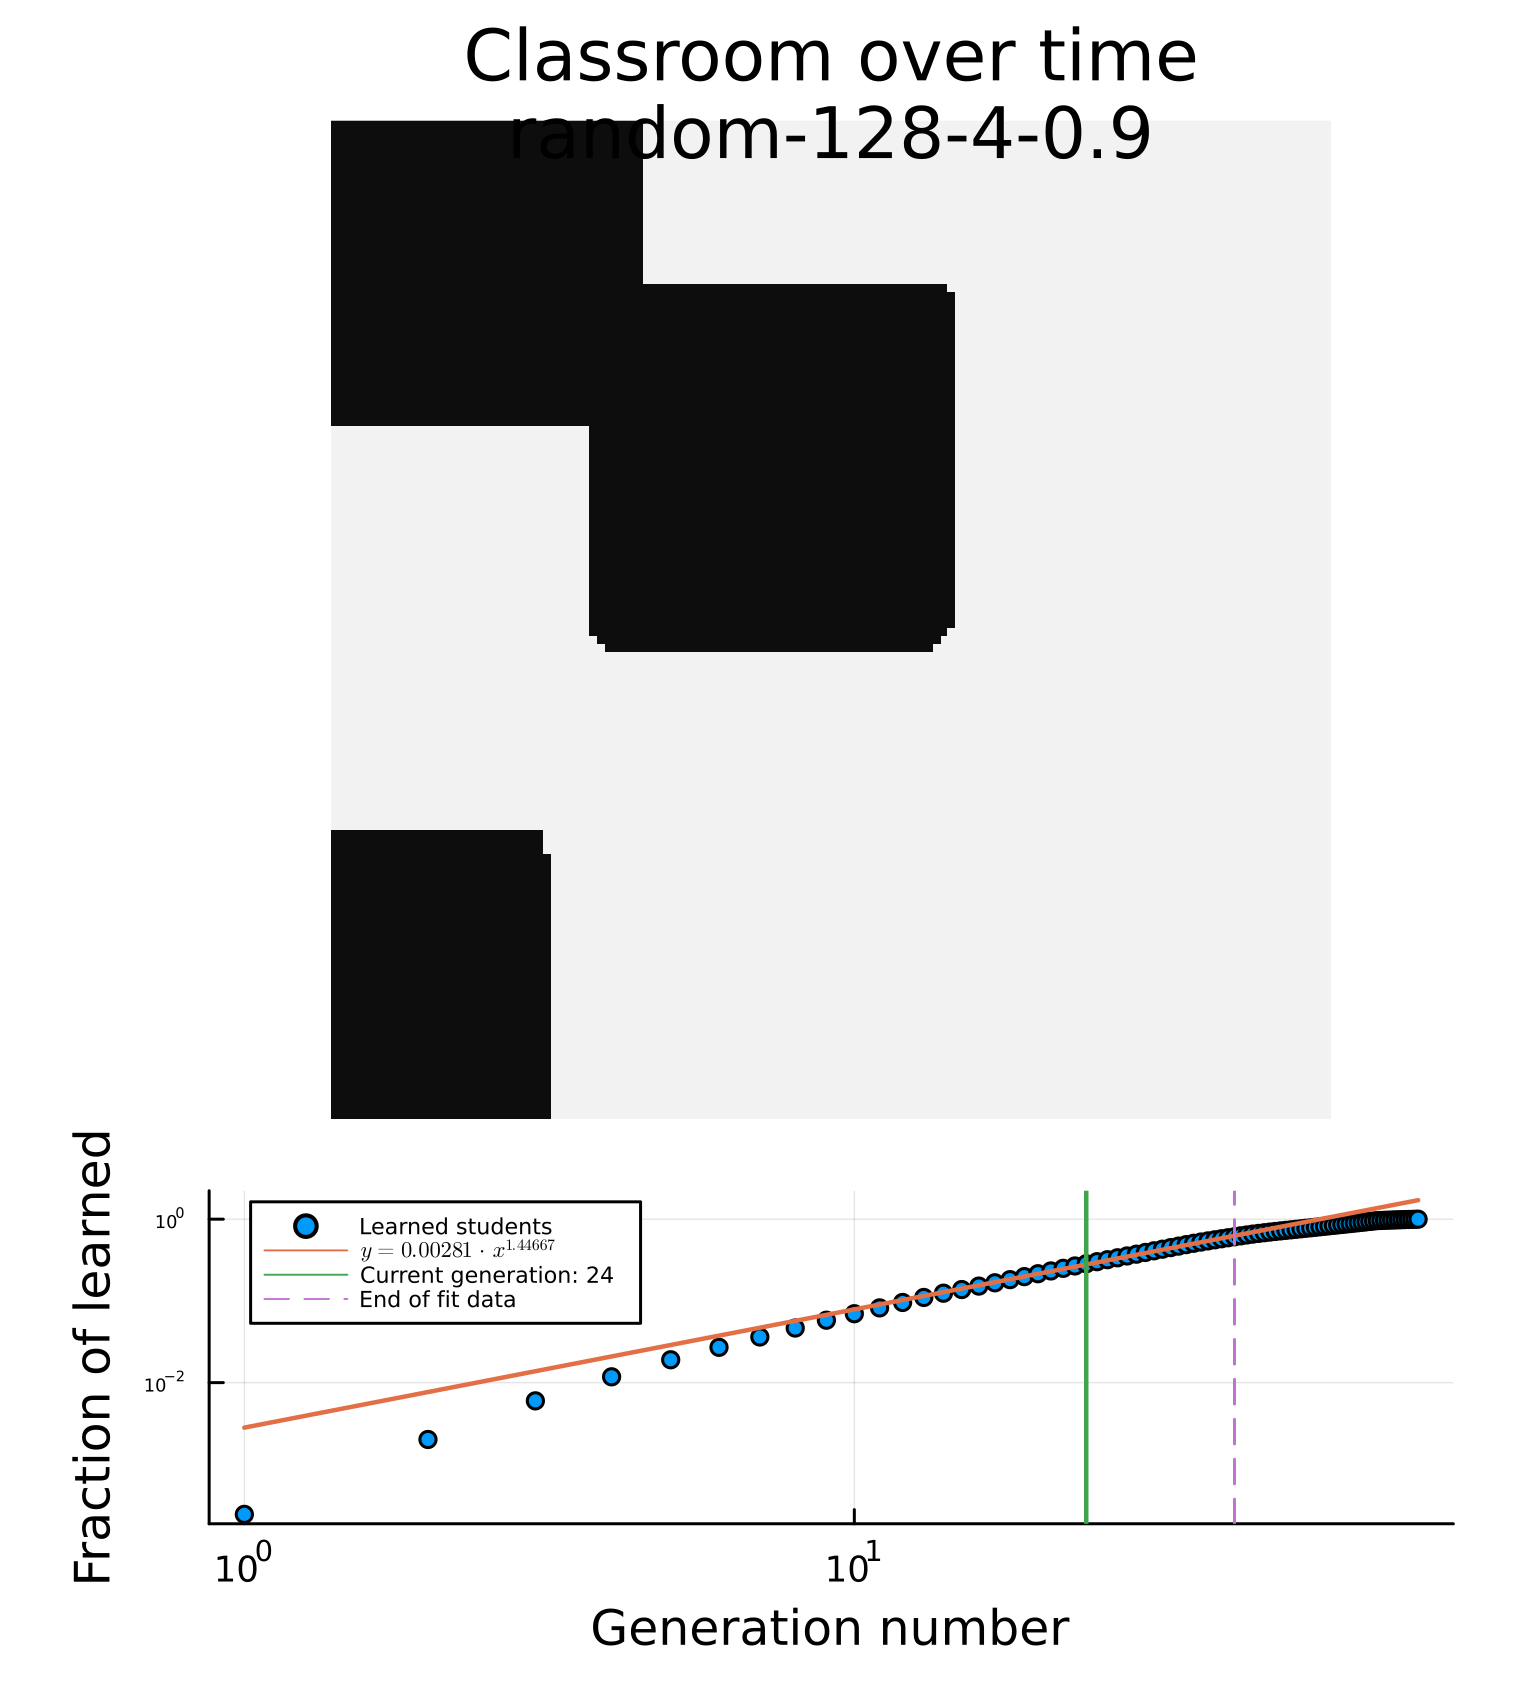 Classroom over time
random-128-4-0.9
Fraction of learned
10⁰
10⁻²
Learned students
y = 0.00281 · x^1.44667
Current generation: 24
End of fit data
10⁰
10¹
Generation number